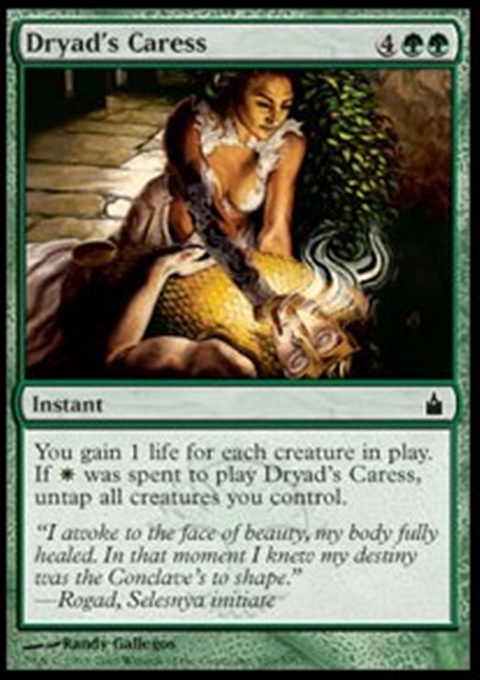 Dryad's Caress 4
Instant
You gain 1 life for each creature in play.
If was spent to play Dryad's Caress,
untap all creatures you control.
"I awoke to the face of beauty, my body fully
healed. In that moment I knew my destiny
was the Conclave's to shape."
—Rogad, Selesnya initiate
Randy Gallegos